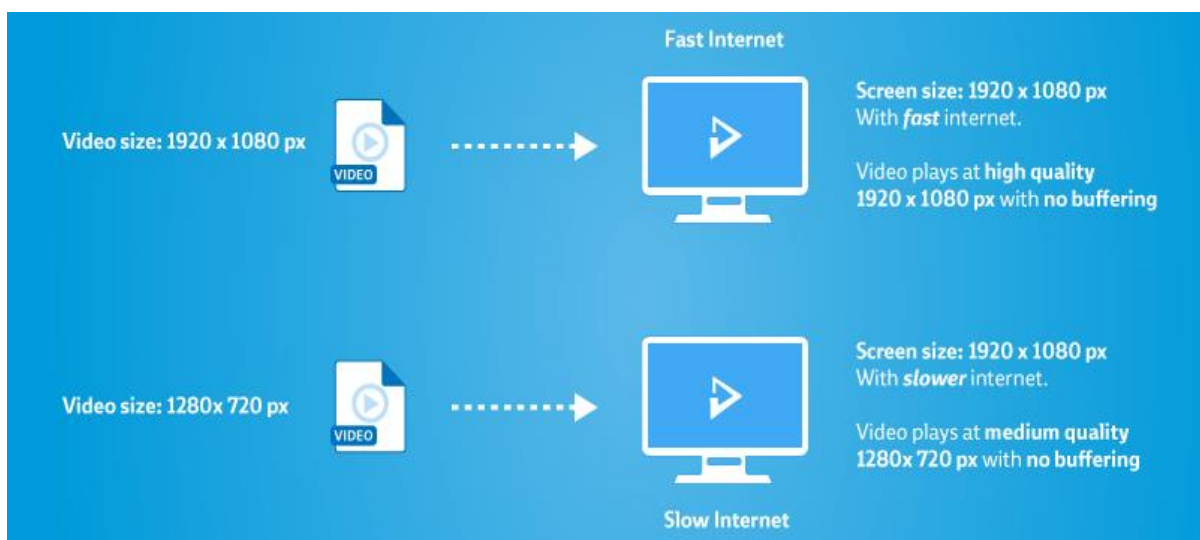 Fast Internet
Video size: 1920 x 1080 px
VIDEO
Screen size: 1920 x 1080 px
With fast internet.
Video plays at high quality
1920 x 1080 px with no buffering
Video size: 1280x 720 px
VIDEO
Screen size: 1920 x 1080 px
With slower internet.
Video plays at medium quality
1280x 720 px with no buffering
Slow Internet